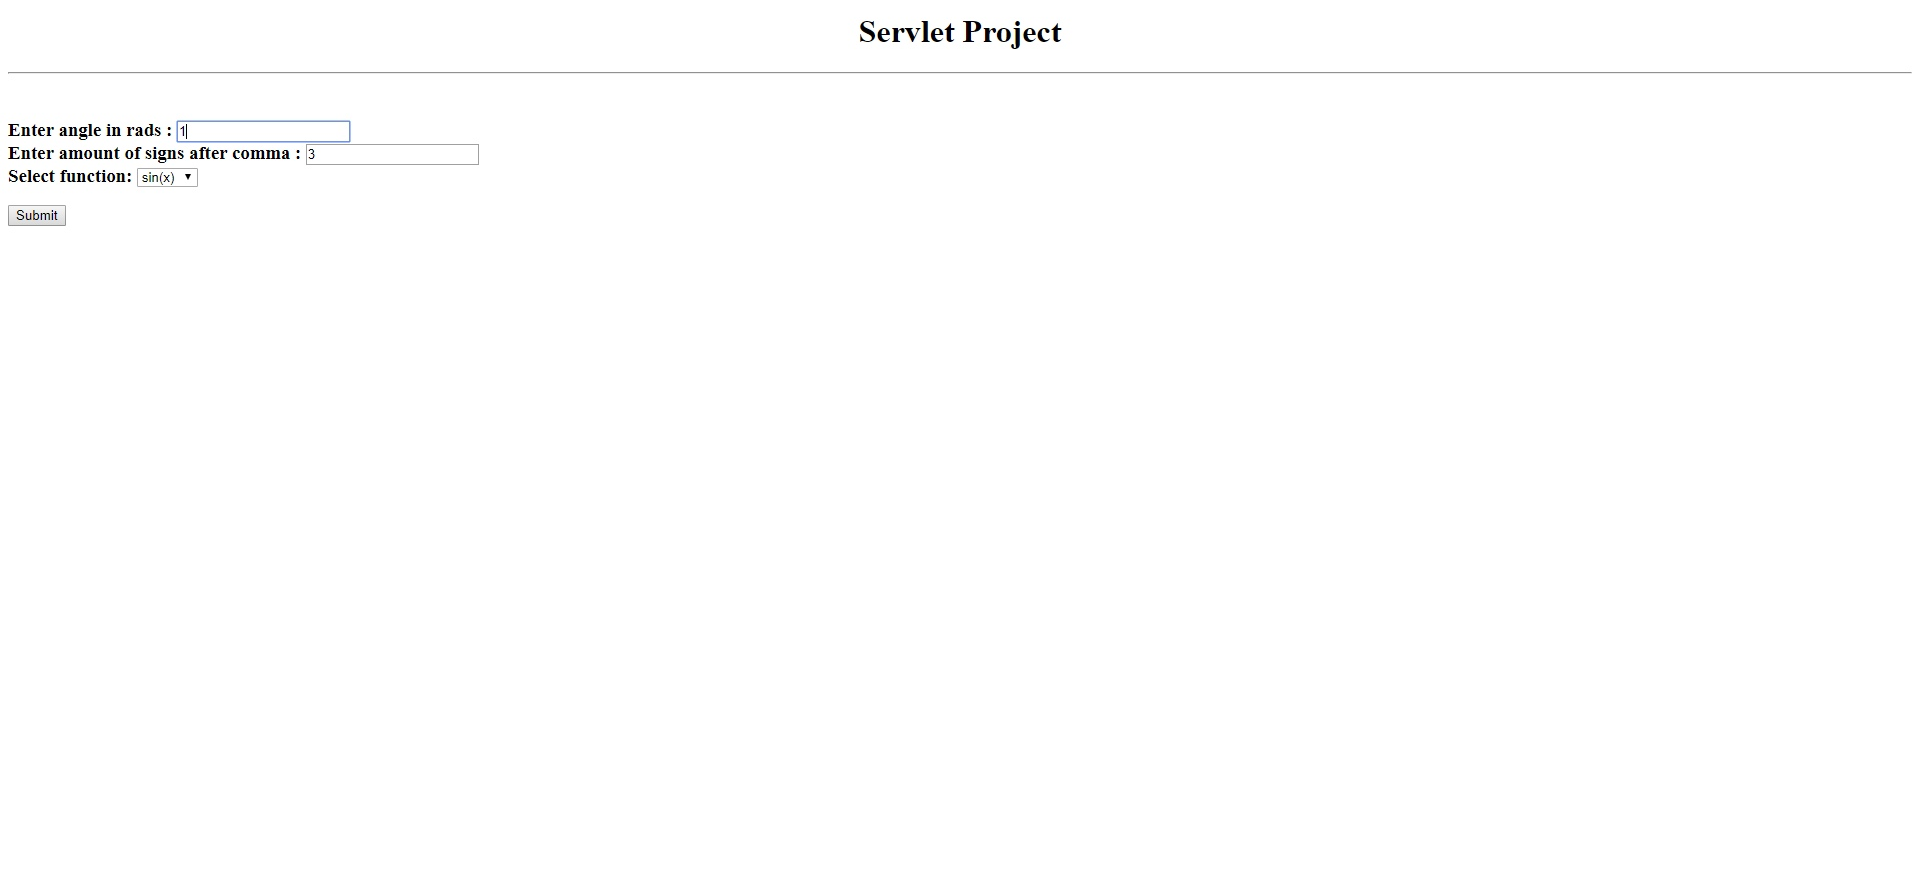 Servlet Project
Enter angle in rads : 1
Enter amount of signs after comma : 3
Select function: sin(x)
Submit